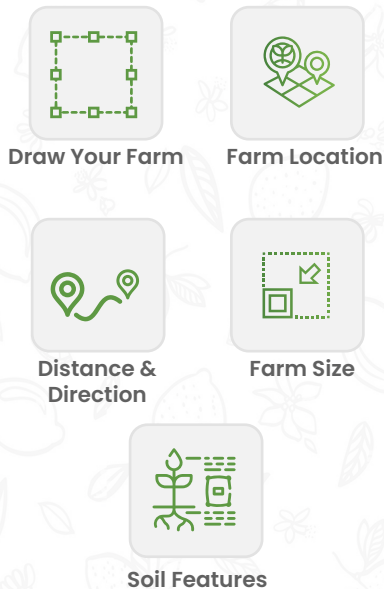 Draw Your Farm
Farm Location
Distance &
Direction
Farm Size
Soil Features